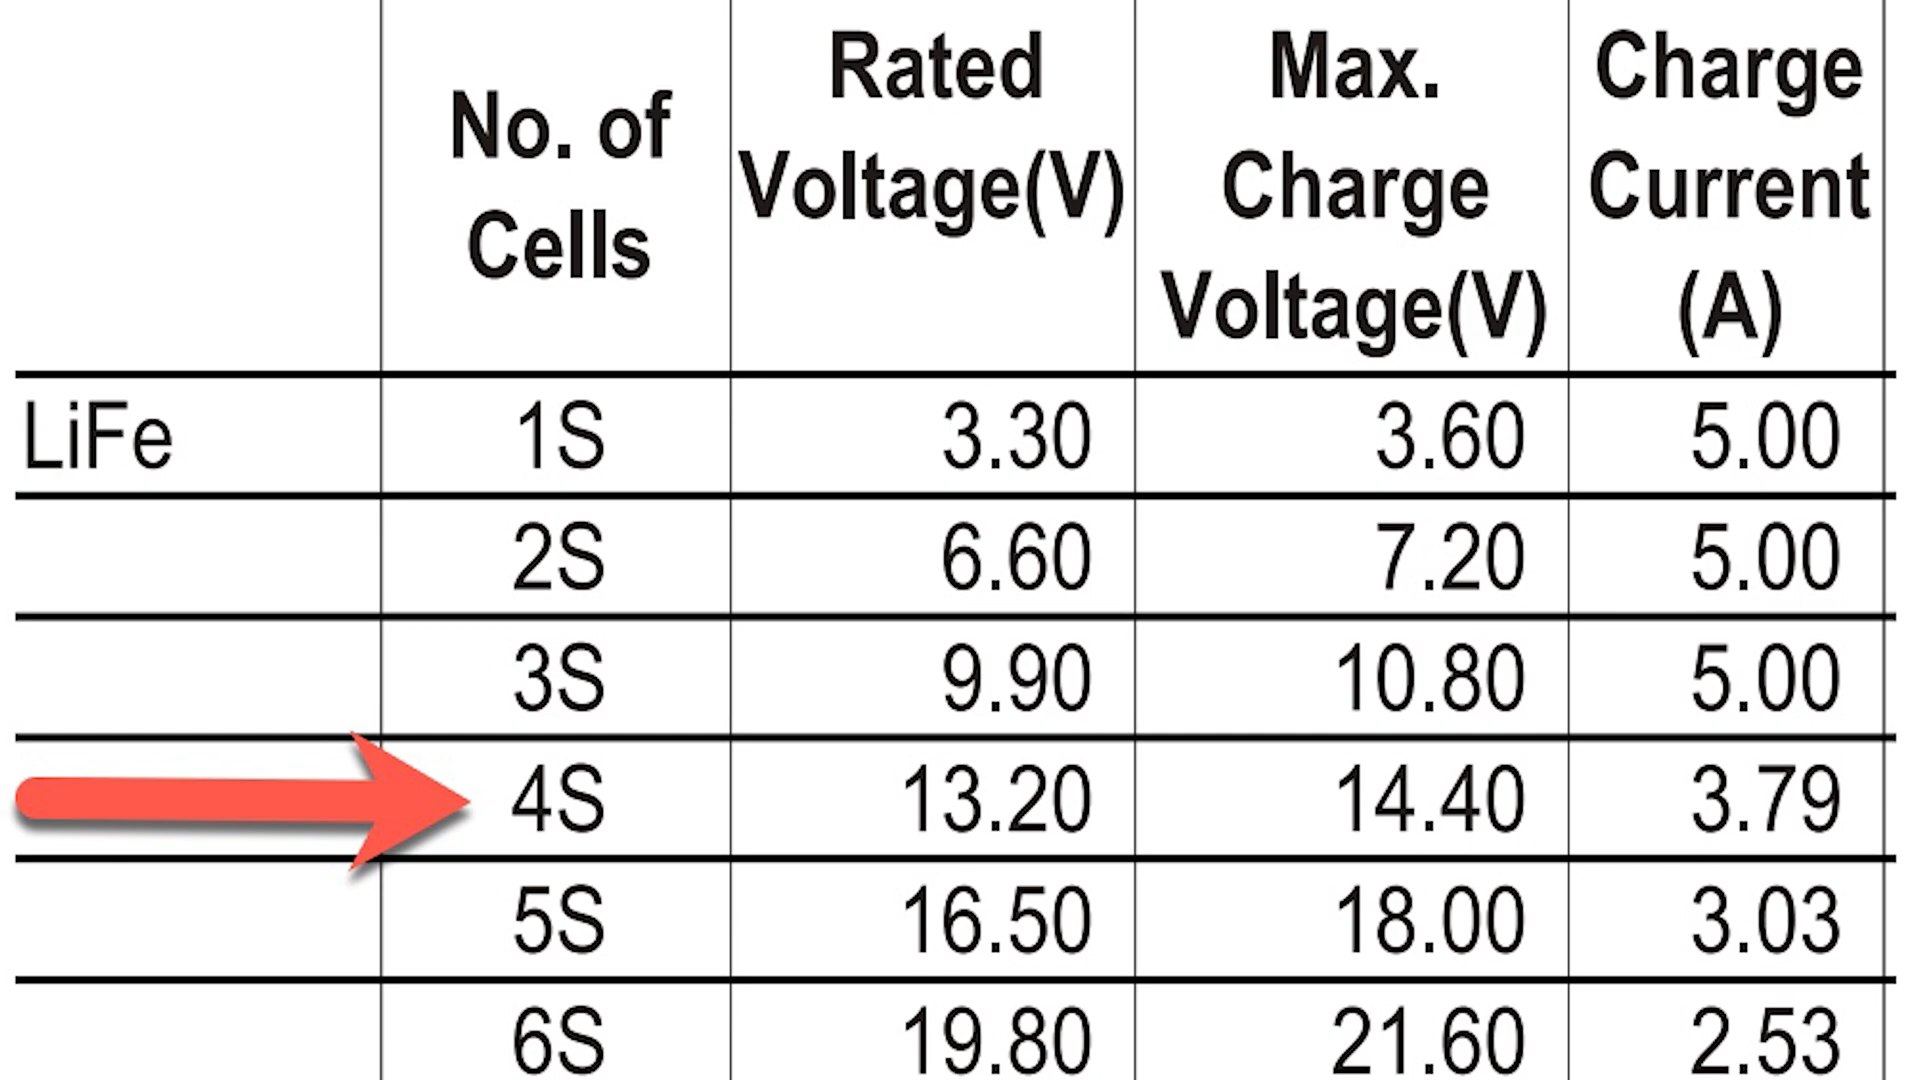 No. of Cells Rated Voltage(V) Max. Charge Voltage(V) Charge Current (A)
LiFe 1S 3.30 3.60 5.00
2S 6.60 7.20 5.00
3S 9.90 10.80 5.00
4S 13.20 14.40 3.79
5S 16.50 18.00 3.03
6S 19.80 21.60 2.53